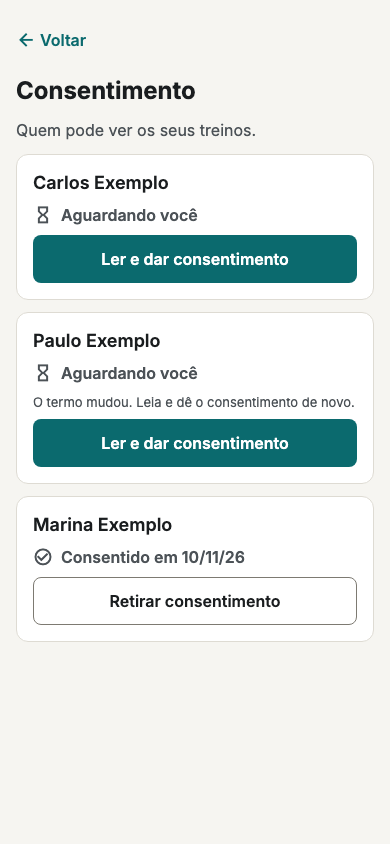 Voltar
Consentimento
Quem pode ver os seus treinos.
Carlos Exemplo
Aguardando você
Ler e dar consentimento
Paulo Exemplo
Aguardando você
O termo mudou. Leia e dê o consentimento de novo.
Ler e dar consentimento
Marina Exemplo
Consentido em 10/11/26
Retirar consentimento